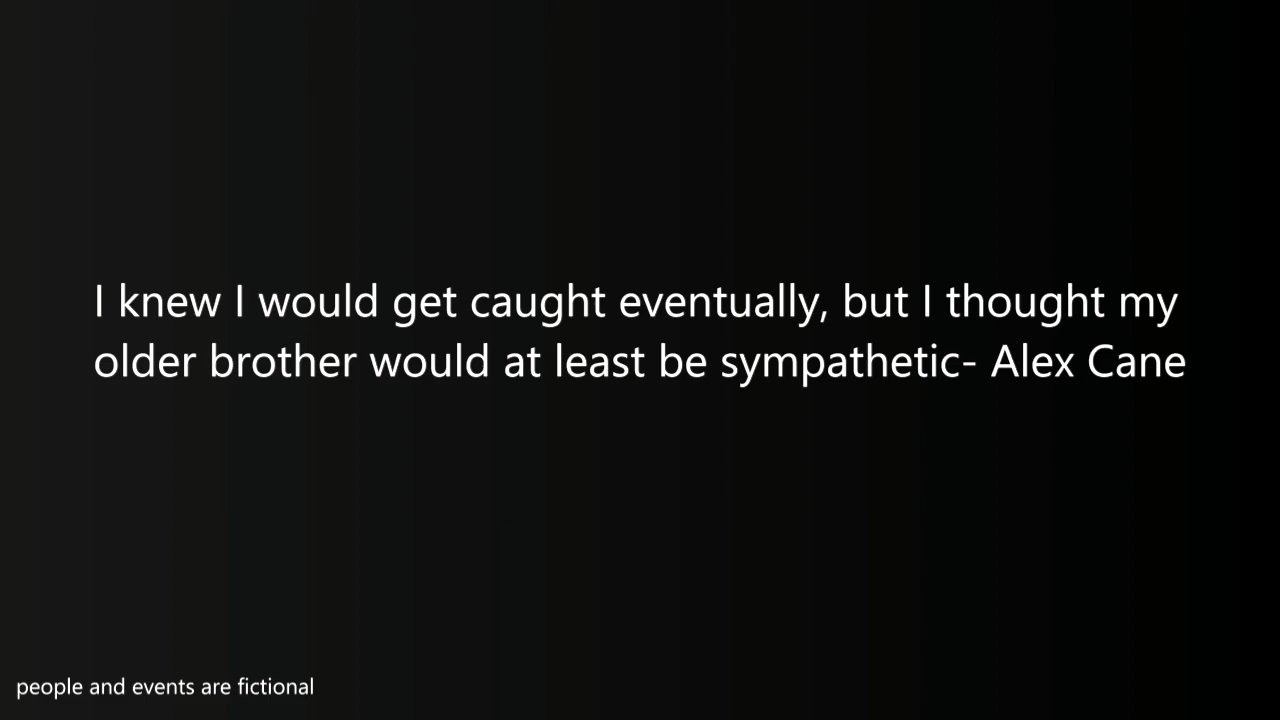 I knew I would get caught eventually, but I thought my
older brother would at least be sympathetic- Alex Cane
people and events are fictional